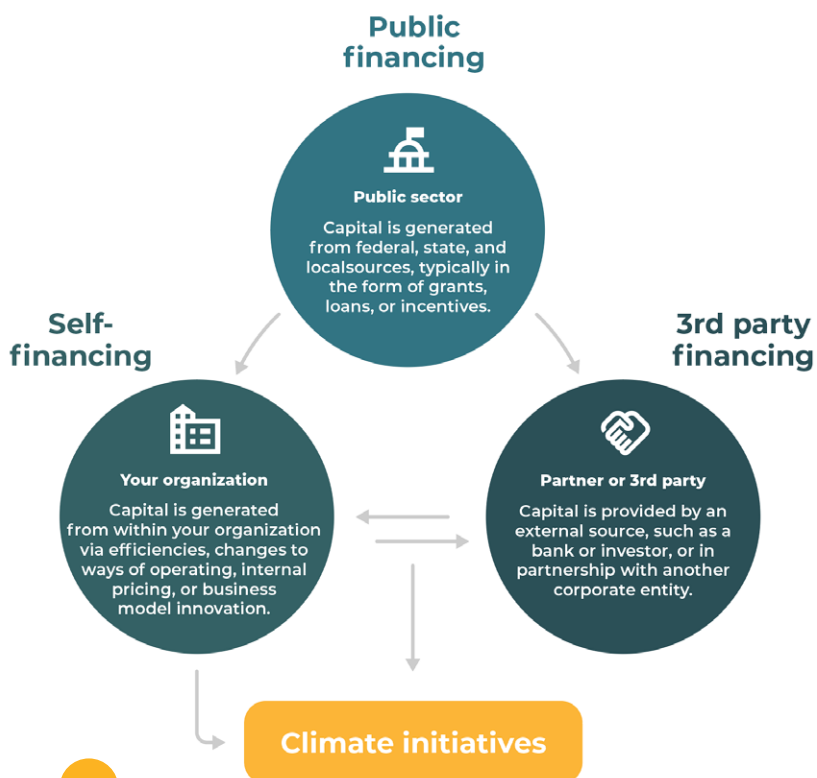 Public
financing
Public sector
Capital is generated
from federal, state, and
localsources, typically in
the form of grants,
loans, or incentives.
Self-
financing
3rd party
financing
Your organization
Capital is generated
from within your organization
via efficiencies, changes to
ways of operating, internal
pricing, or business
model innovation.
Partner or 3rd party
Capital is provided by an
external source, such as a
bank or investor, or in
partnership with another
corporate entity.
Climate initiatives